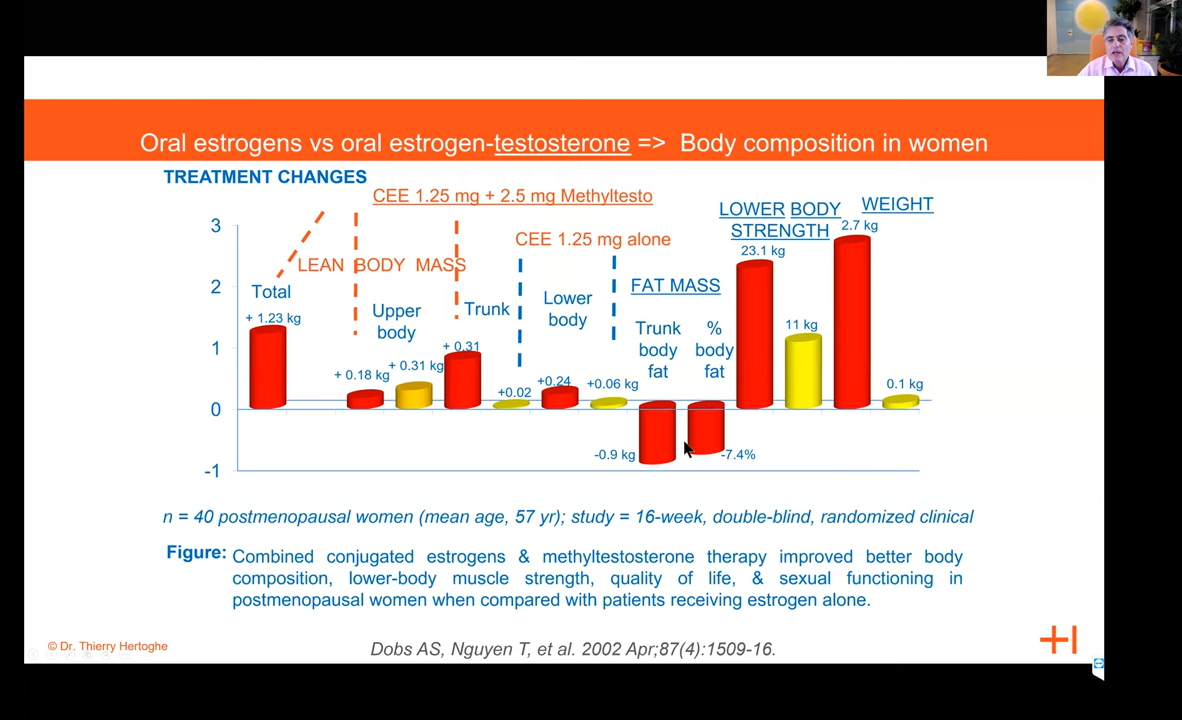 Oral estrogens vs oral estrogen-testosterone => Body composition in women
TREATMENT CHANGES
CEE 1.25 mg + 2.5 mg Methyltesto
CEE 1.25 mg alone
LEAN BODY MASS
LOWER BODY
STRENGTH
WEIGHT
FAT MASS
Total
Upper
body
Trunk
Lower
body
Trunk
body
fat
%
body
fat
3
2
1
0
-1
+ 1.23 kg
+ 0.18 kg
+ 0.31 kg
+ 0.31
+0.02
+0.24
+0.06 kg
-0.9 kg
-7.4%
23.1 kg
11 kg
2.7 kg
0.1 kg
n = 40 postmenopausal women (mean age, 57 yr); study = 16-week, double-blind, randomized clinical
Figure: Combined conjugated estrogens & methyltestosterone therapy improved better body
composition, lower-body muscle strength, quality of life, & sexual functioning in
postmenopausal women when compared with patients receiving estrogen alone.
© Dr. Thierry Hertoghe
Dobs AS, Nguyen T, et al. 2002 Apr;87(4):1509-16.